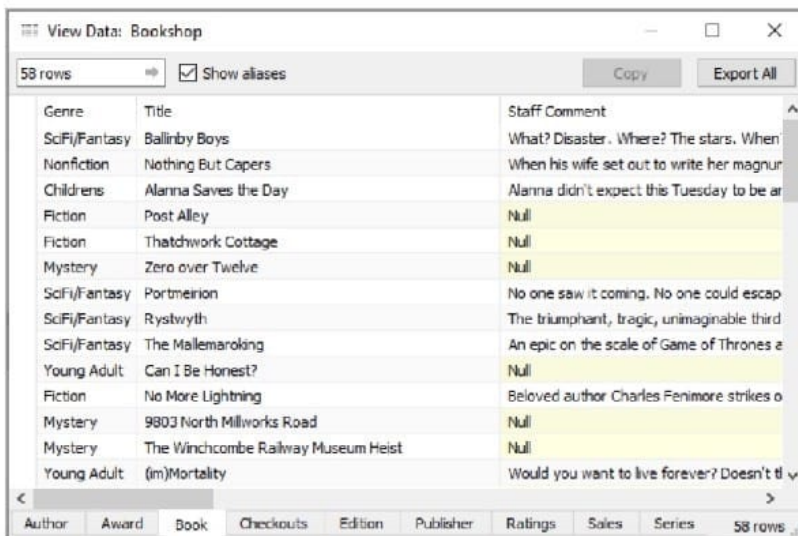 View Data: Bookshop
58 rows Show aliases Copy Export All
Genre Title Staff Comment
SciFi/Fantasy Ballinby Boys What? Disaster. Where? The stars. When?
Nonfiction Nothing But Capers When his wife set out to write her magnum
Childrens Alanna Saves the Day Alanna didn't expect this Tuesday to be an
Fiction Post Alley Null
Fiction Thatchwork Cottage Null
Mystery Zero over Twelve Null
SciFi/Fantasy Portmeirion No one saw it coming. No one could escap
SciFi/Fantasy Rystwyth The triumphant, tragic, unimaginable third
SciFi/Fantasy The Mallemaroking An epic on the scale of Game of Thrones a
Young Adult Can I Be Honest? Null
Fiction No More Lightning Beloved author Charles Fenimore strikes o
Mystery 9803 North Millworks Road Null
Mystery The Winchcombe Railway Museum Heist Null
Young Adult (im)Mortality Would you want to live forever? Doesn't th
Author Award Book Checkouts Edition Publisher Ratings Sales Series 58 rows